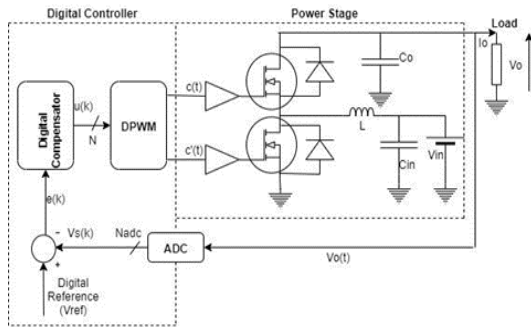 Digital Controller
Power Stage
Load
Io
Vo
Co
c(t)
u(k)
N
Digital
Compensator
DPWM
L
c'(t)
Cin
Vin
e(k)
Vs(k)
Nadc
ADC
Vo(t)
-
+
Digital
Reference
(Vref)